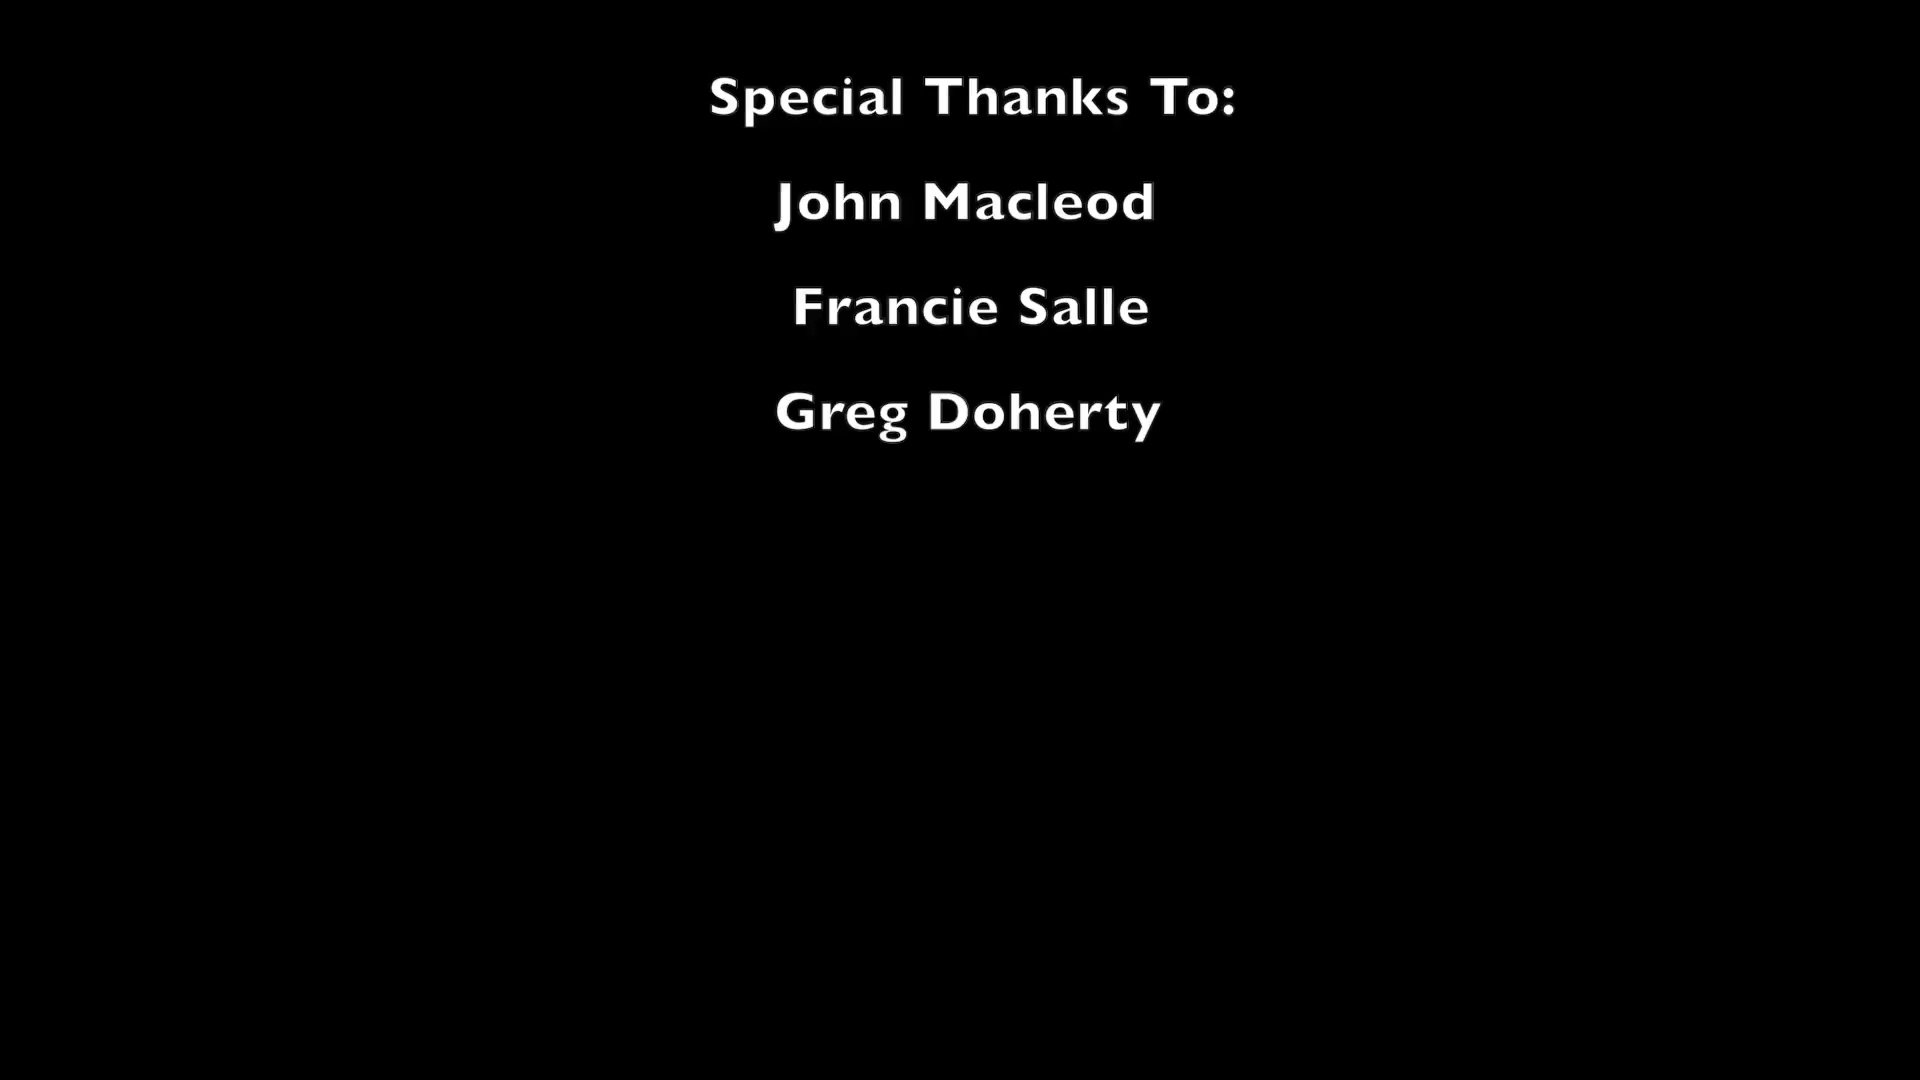 Special Thanks To:
John Macleod
Francie Salle
Greg Doherty